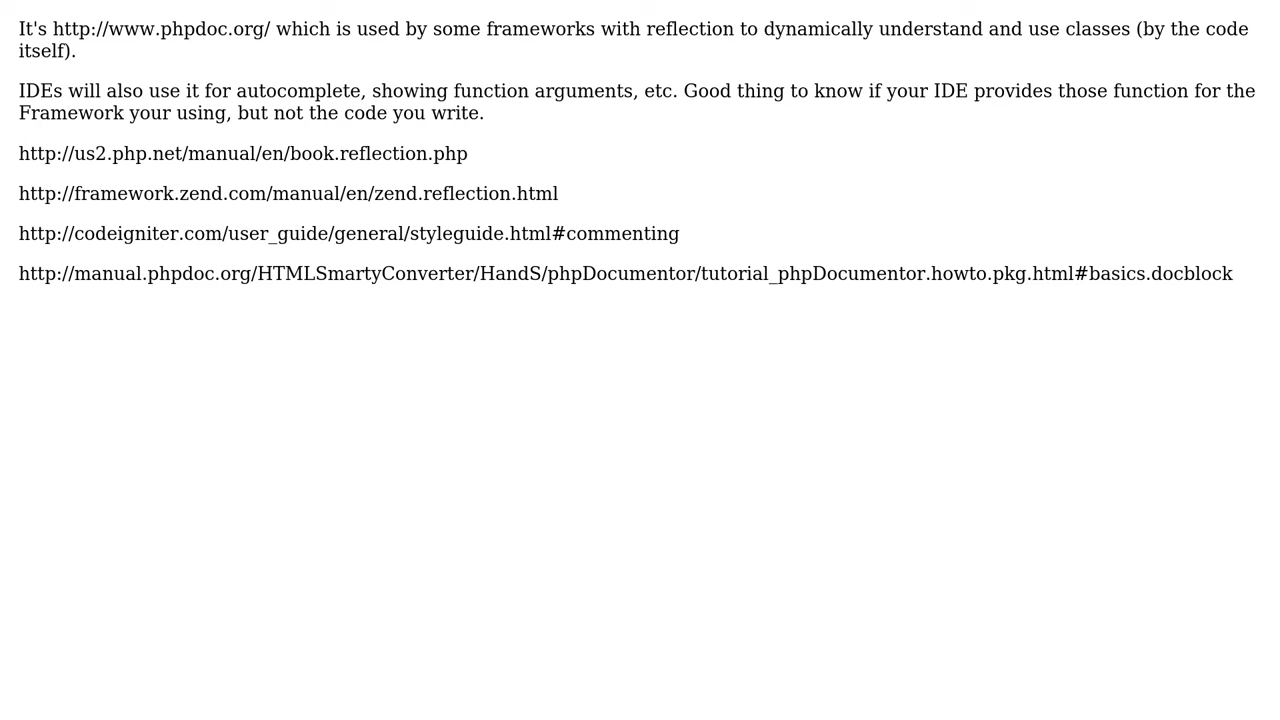 It's http://www.phpdoc.org/ which is used by some frameworks with reflection to dynamically understand and use classes (by the code
itself).
IDEs will also use it for autocomplete, showing function arguments, etc. Good thing to know if your IDE provides those function for the
Framework your using, but not the code you write.
http://us2.php.net/manual/en/book.reflection.php
http://framework.zend.com/manual/en/zend.reflection.html
http://codeigniter.com/user_guide/general/styleguide.html#commenting
http://manual.phpdoc.org/HTMLSmartyConverter/HandS/phpDocumentor/tutorial_phpDocumentor.howto.pkg.html#basics.docblock